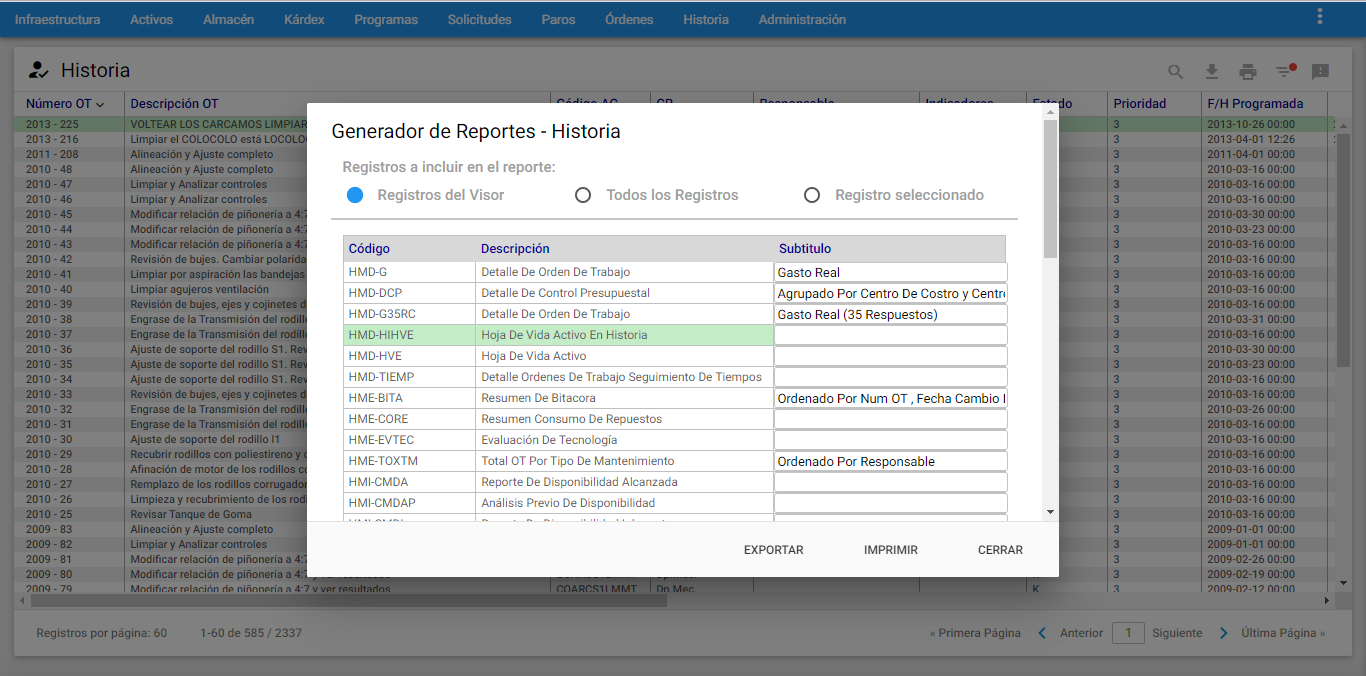 Infraestructura Activos Almacén Kárdex Programas Solicitudes Paros Órdenes Historia Administración
Historia
Número OT Descripción OT Prioridad F/H Programada
2013 - 225 VOLTEAR LOS CARCAMOS LIMPIAR 3 2013-10-26 00:00
2013 - 216 Limpiar el COLOCOLO está LOCOLO 3 2013-04-01 12:26
2011 - 208 Alineación y Ajuste completo 3 2011-04-01 00:00
2010 - 48 Alineación y Ajuste completo 3 2010-03-16 00:00
2010 - 47 Limpiar y Analizar controles 3 2010-03-16 00:00
2010 - 46 Limpiar y Analizar controles 3 2010-03-16 00:00
2010 - 45 Modificar relación de piñonería a 4:7 3 2010-03-30 00:00
2010 - 44 Modificar relación de piñonería a 4:7 3 2010-03-23 00:00
2010 - 43 Modificar relación de piñonería a 4:7 3 2010-03-16 00:00
2010 - 42 Revisión de bujes. Cambiar polarida 3 2010-03-16 00:00
2010 - 41 Limpiar por aspiración las bandejas 3 2010-03-16 00:00
2010 - 40 Limpiar agujeros ventilación 3 2010-03-16 00:00
2010 - 39 Revisión de bujes, ejes y cojinetes d 3 2010-03-16 00:00
2010 - 38 Engrase de la Transmisión del rodill 3 2010-03-31 00:00
2010 - 37 Engrase de la Transmisión del rodill 3 2010-03-16 00:00
2010 - 36 Ajuste de soporte del rodillo S1. Rev 3 2010-03-30 00:00
2010 - 35 Ajuste de soporte del rodillo S1. Rev 3 2010-03-23 00:00
2010 - 34 Ajuste de soporte del rodillo S1. Rev 3 2010-03-16 00:00
2010 - 33 Revisión de bujes, ejes y cojinetes d 3 2010-03-16 00:00
2010 - 32 Engrase de la Transmisión del rodill 3 2010-03-26 00:00
2010 - 31 Engrase de la Transmisión del rodill 3 2010-03-16 00:00
2010 - 30 Ajuste de soporte del rodillo I1 3 2010-03-16 00:00
2010 - 29 Recubrir rodillos con poliestireno y c 3 2010-03-16 00:00
2010 - 28 Afinación de motor de los rodillos co 3 2010-03-16 00:00
2010 - 27 Remplazo de los rodillos corrugador 3 2010-03-16 00:00
2010 - 26 Limpieza y recubrimiento de los rodi 3 2010-03-16 00:00
2010 - 25 Revisar Tanque de Goma 3 2010-03-16 00:00
2009 - 83 Alineación y Ajuste completo 3 2009-01-01 00:00
2009 - 82 Limpiar y Analizar controles 3 2009-01-01 00:00
2009 - 81 Modificar relación de piñonería a 4:7 3 2009-02-26 00:00
2009 - 80 Modificar relación de piñonería a 4:7 y ver resultados 3 2009-02-19 00:00
2009 - 79 Modificar relación de piñonería a 4:7 y ver resultados COARCS1LMMT Dp Mec K 3 2009-02-12 00:00
Registros por página: 60 1-60 de 585 / 2337 « Primera Página Anterior 1 Siguiente Última Página »
Generador de Reportes - Historia
Registros a incluir en el reporte:
Registros del Visor Todos los Registros Registro seleccionado
Código Descripción Subtitulo
HMD-G Detalle De Orden De Trabajo Gasto Real
HMD-DCP Detalle De Control Presupuestal Agrupado Por Centro De Costro y Centro
HMD-G35RC Detalle De Orden De Trabajo Gasto Real (35 Respuestos)
HMD-HIHVE Hoja De Vida Activo En Historia
HMD-HVE Hoja De Vida Activo
HMD-TIEMP Detalle Ordenes De Trabajo Seguimiento De Tiempos
HME-BITA Resumen De Bitacora Ordenado Por Num OT , Fecha Cambio
HME-CORE Resumen Consumo De Repuestos
HME-EVTEC Evaluación De Tecnología
HME-TOXTM Total OT Por Tipo De Mantenimiento Ordenado Por Responsable
HMI-CMDA Reporte De Disponibilidad Alcanzada
HMI-CMDAP Análisis Previo De Disponibilidad
EXPORTAR IMPRIMIR CERRAR